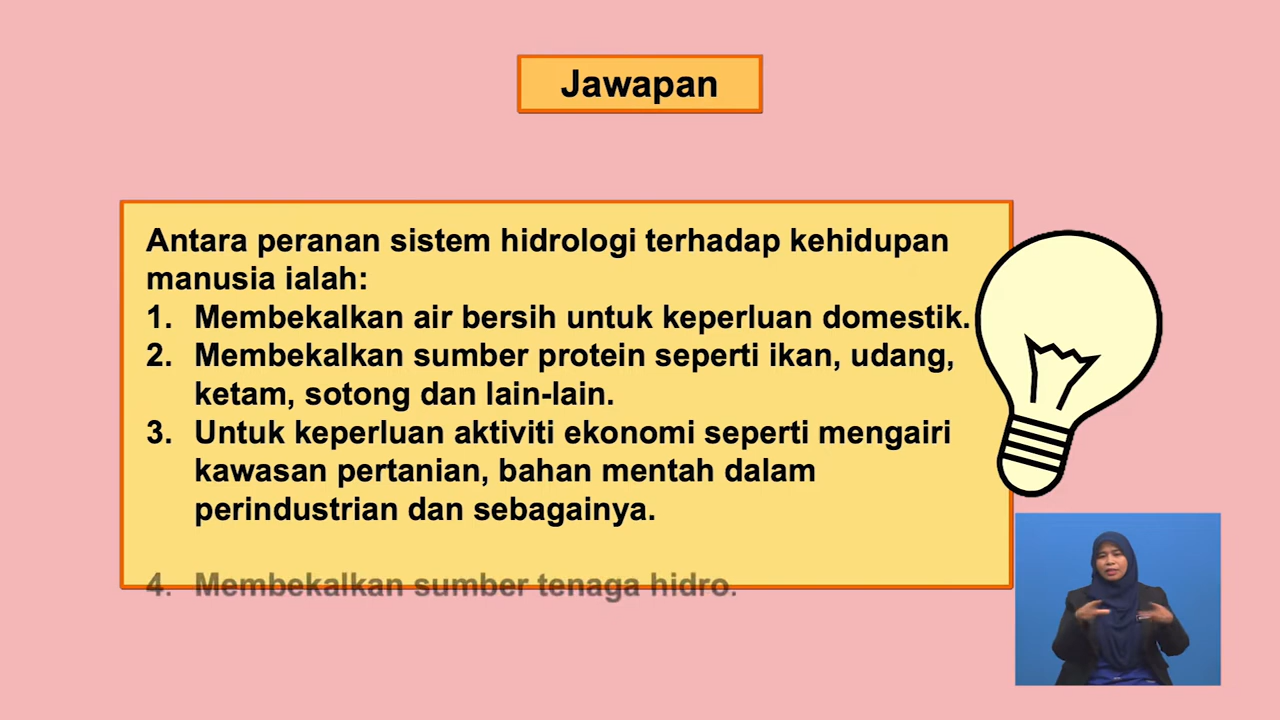 Jawapan
Antara peranan sistem hidrologi terhadap kehidupan
manusia ialah:
1. Membekalkan air bersih untuk keperluan domestik.
2. Membekalkan sumber protein seperti ikan, udang,
ketam, sotong dan lain-lain.
3. Untuk keperluan aktiviti ekonomi seperti mengairi
kawasan pertanian, bahan mentah dalam
perindustrian dan sebagainya.
4. Membekalkan sumber tenaga hidro.